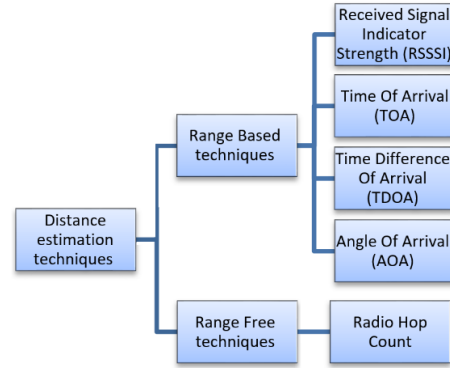 Received Signal
Indicator
Strength (RSSSI)
Time Of Arrival
(TOA)
Range Based
techniques
Time Difference
Of Arrival
(TDOA)
Distance
estimation
techniques
Angle Of Arrival
(AOA)
Range Free
techniques
Radio Hop
Count